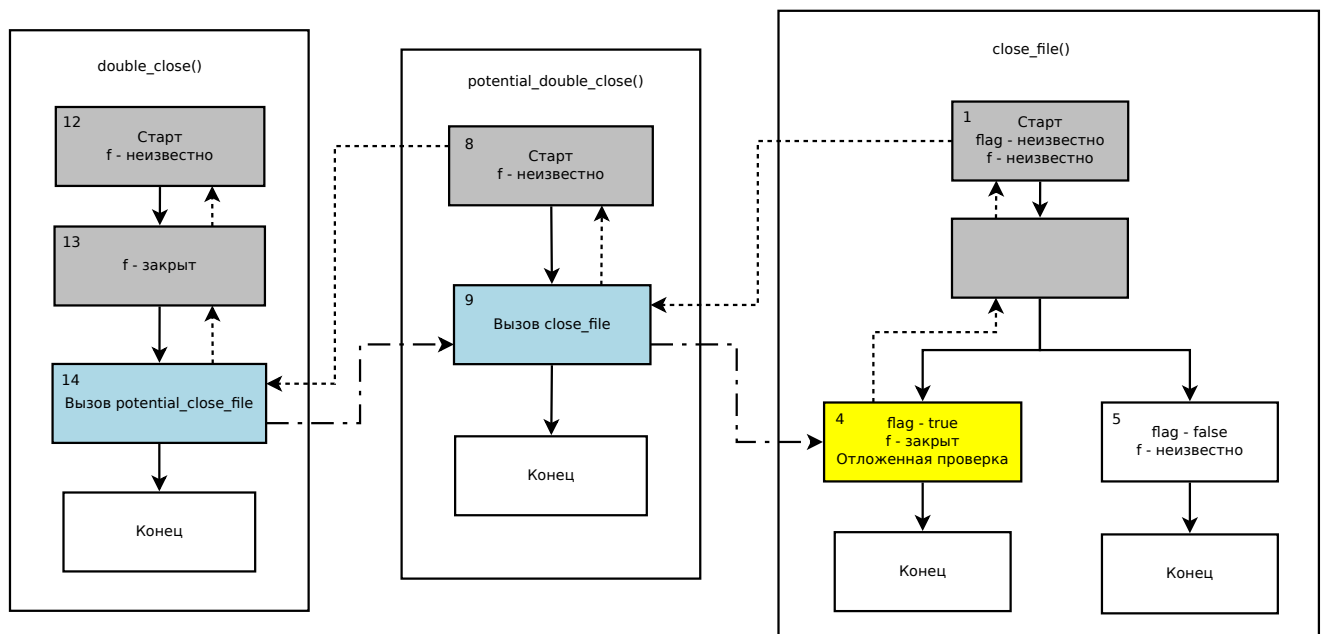 double_close()
12
Старт
f - неизвестно
13
f - закрыт
14
Вызов potential_close_file
Конец
potential_double_close()
8
Старт
f - неизвестно
9
Вызов close_file
Конец
close_file()
1
Старт
flag - неизвестно
f - неизвестно
4
flag - true
f - закрыт
Отложенная проверка
5
flag - false
f - неизвестно
Конец
Конец